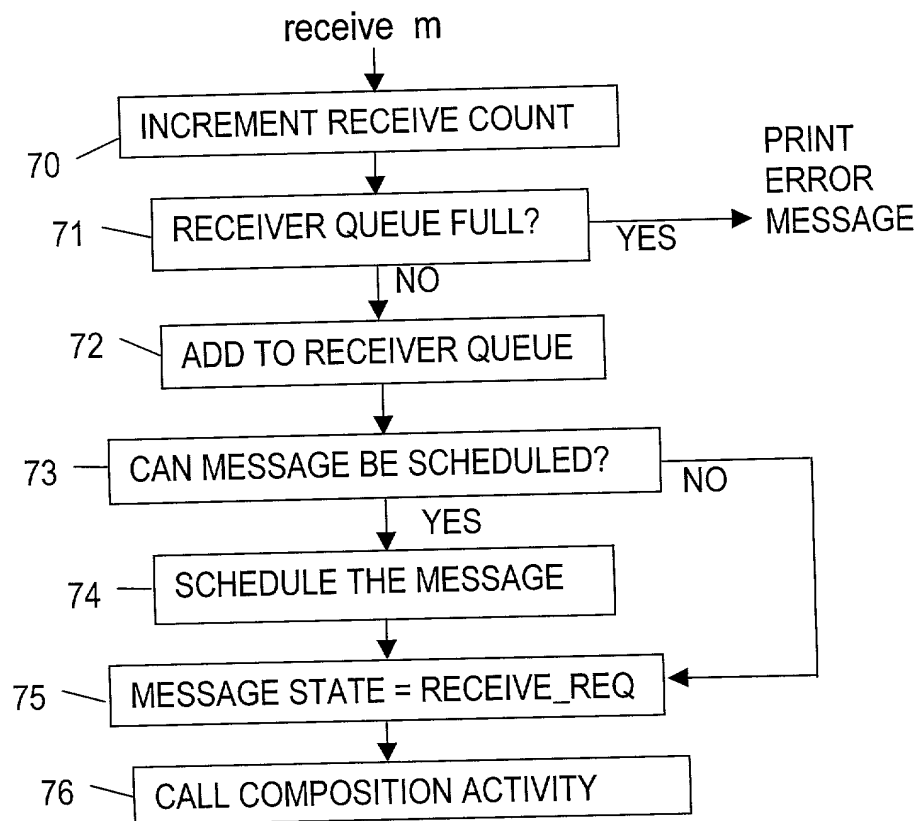 receive m
INCREMENT RECEIVE COUNT
70
PRINT
ERROR
MESSAGE
RECEIVER QUEUE FULL?
71
YES
NO
72
ADD TO RECEIVER QUEUE
73
CAN MESSAGE BE SCHEDULED?
NO
YES
74
SCHEDULE THE MESSAGE
75
MESSAGE STATE = RECEIVE_REQ
76
CALL COMPOSITION ACTIVITY